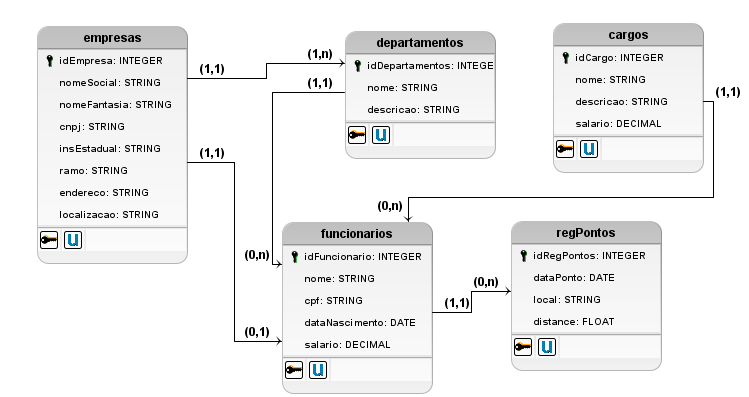 empresas
idEmpresa: INTEGER
nomeSocial: STRING
nomeFantasia: STRING
cnpj: STRING
insEstadual: STRING
ramo: STRING
endereco: STRING
localizacao: STRING
U
(1,1)
(1,n)
(1,1)
(1,1)
departamentos
idDepartamentos: INTEGE
nome: STRING
descricao: STRING
U
cargos
idCargo: INTEGER
nome: STRING
descricao: STRING
salario: DECIMAL
U
(1,1)
(0,n)
(0,n)
(0,1)
funcionarios
idFuncionario: INTEGER
nome: STRING
cpf: STRING
dataNascimento: DATE
salario: DECIMAL
U
(1,1)
(0,n)
regPontos
idRegPontos: INTEGER
dataPonto: DATE
local: STRING
distance: FLOAT
U